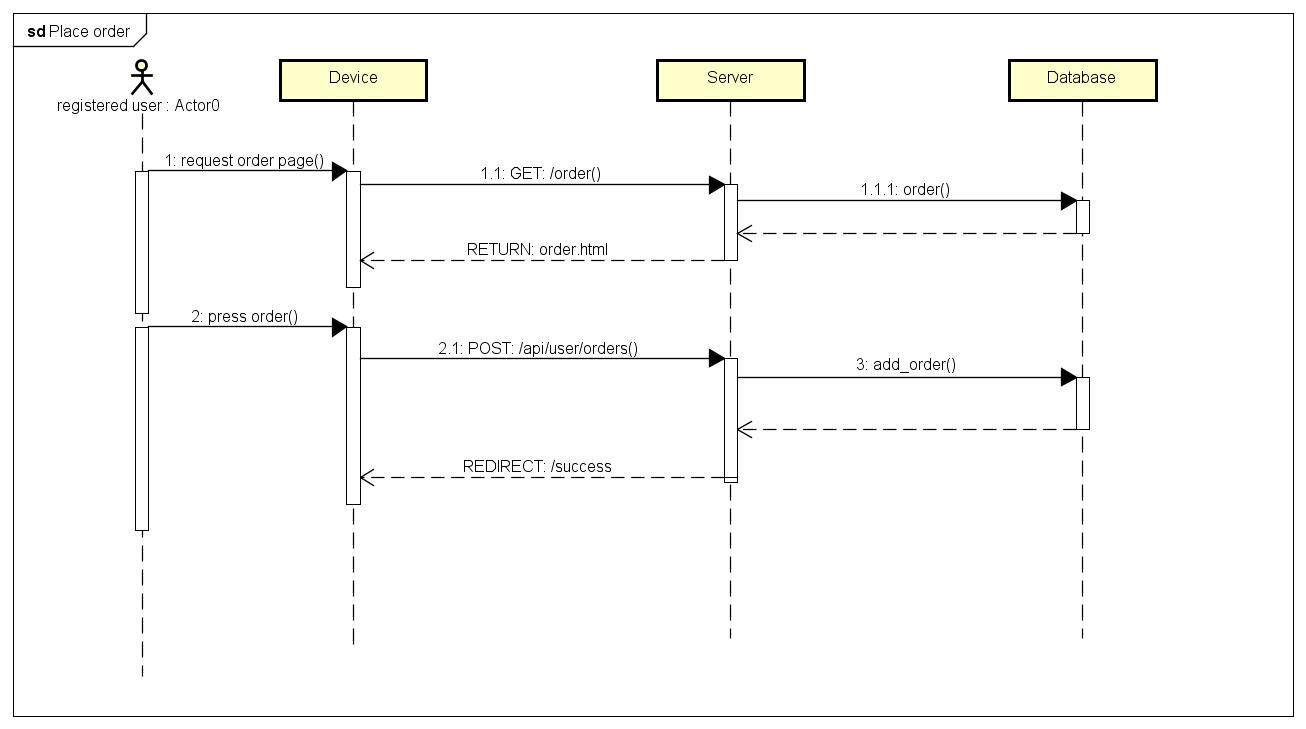 sd Place order
Device
Server
Database
registered user : Actor0
1: request order page()
1.1: GET: /order()
1.1.1: order()
RETURN: order.html
2: press order()
2.1: POST: /api/user/orders()
3: add_order()
REDIRECT: /success